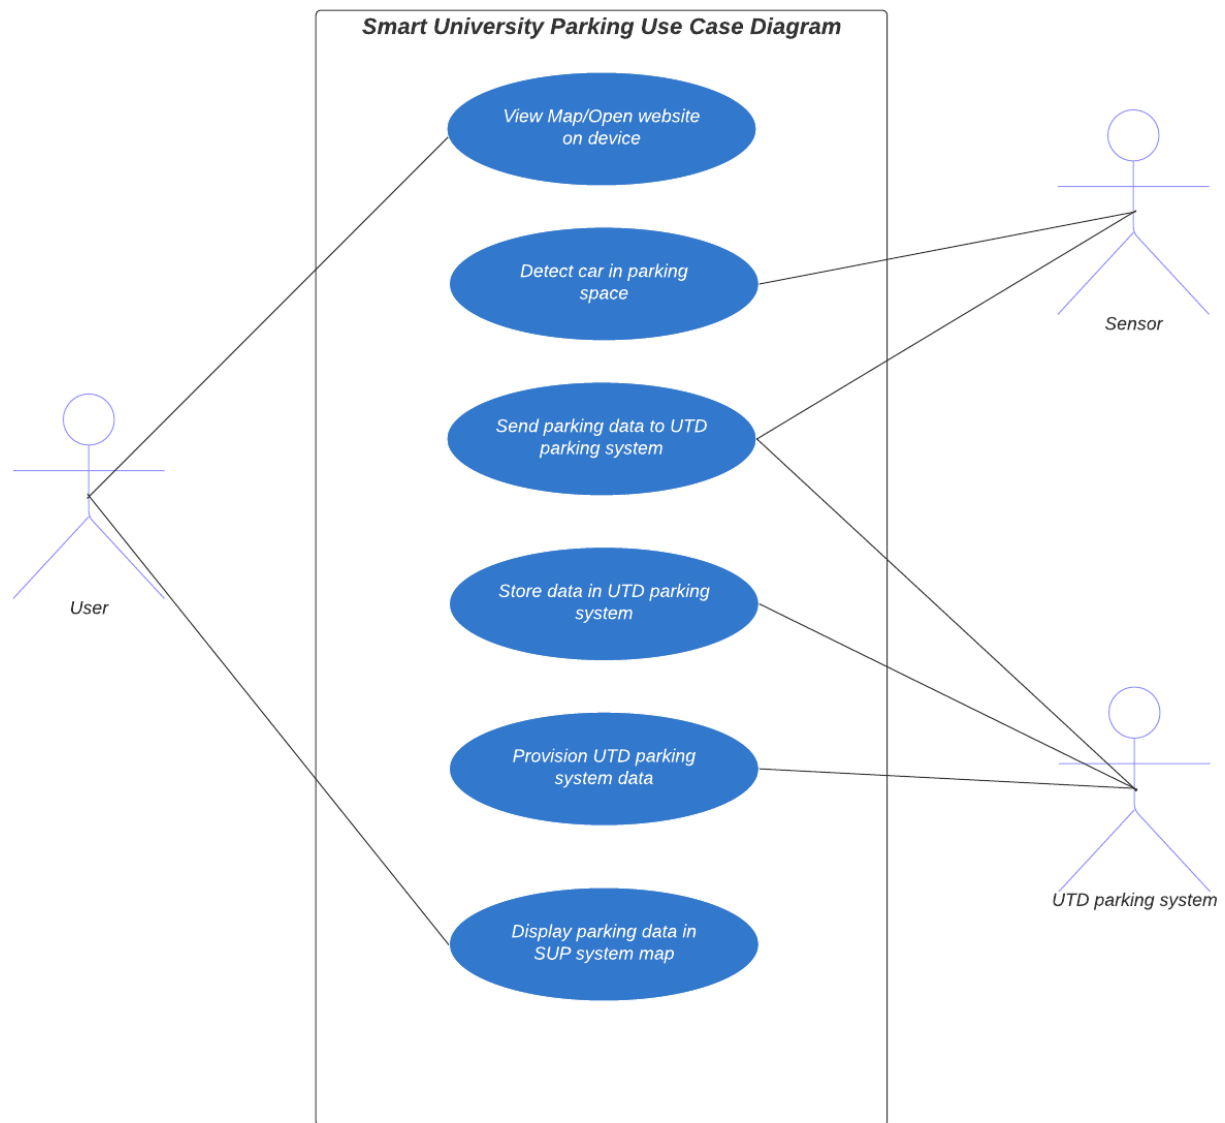 Smart University Parking Use Case Diagram
View Map/Open website
on device
Detect car in parking
space
Sensor
Send parking data to UTD
parking system
Store data in UTD parking
system
User
Provision UTD parking
system data
UTD parking system
Display parking data in
SUP system map